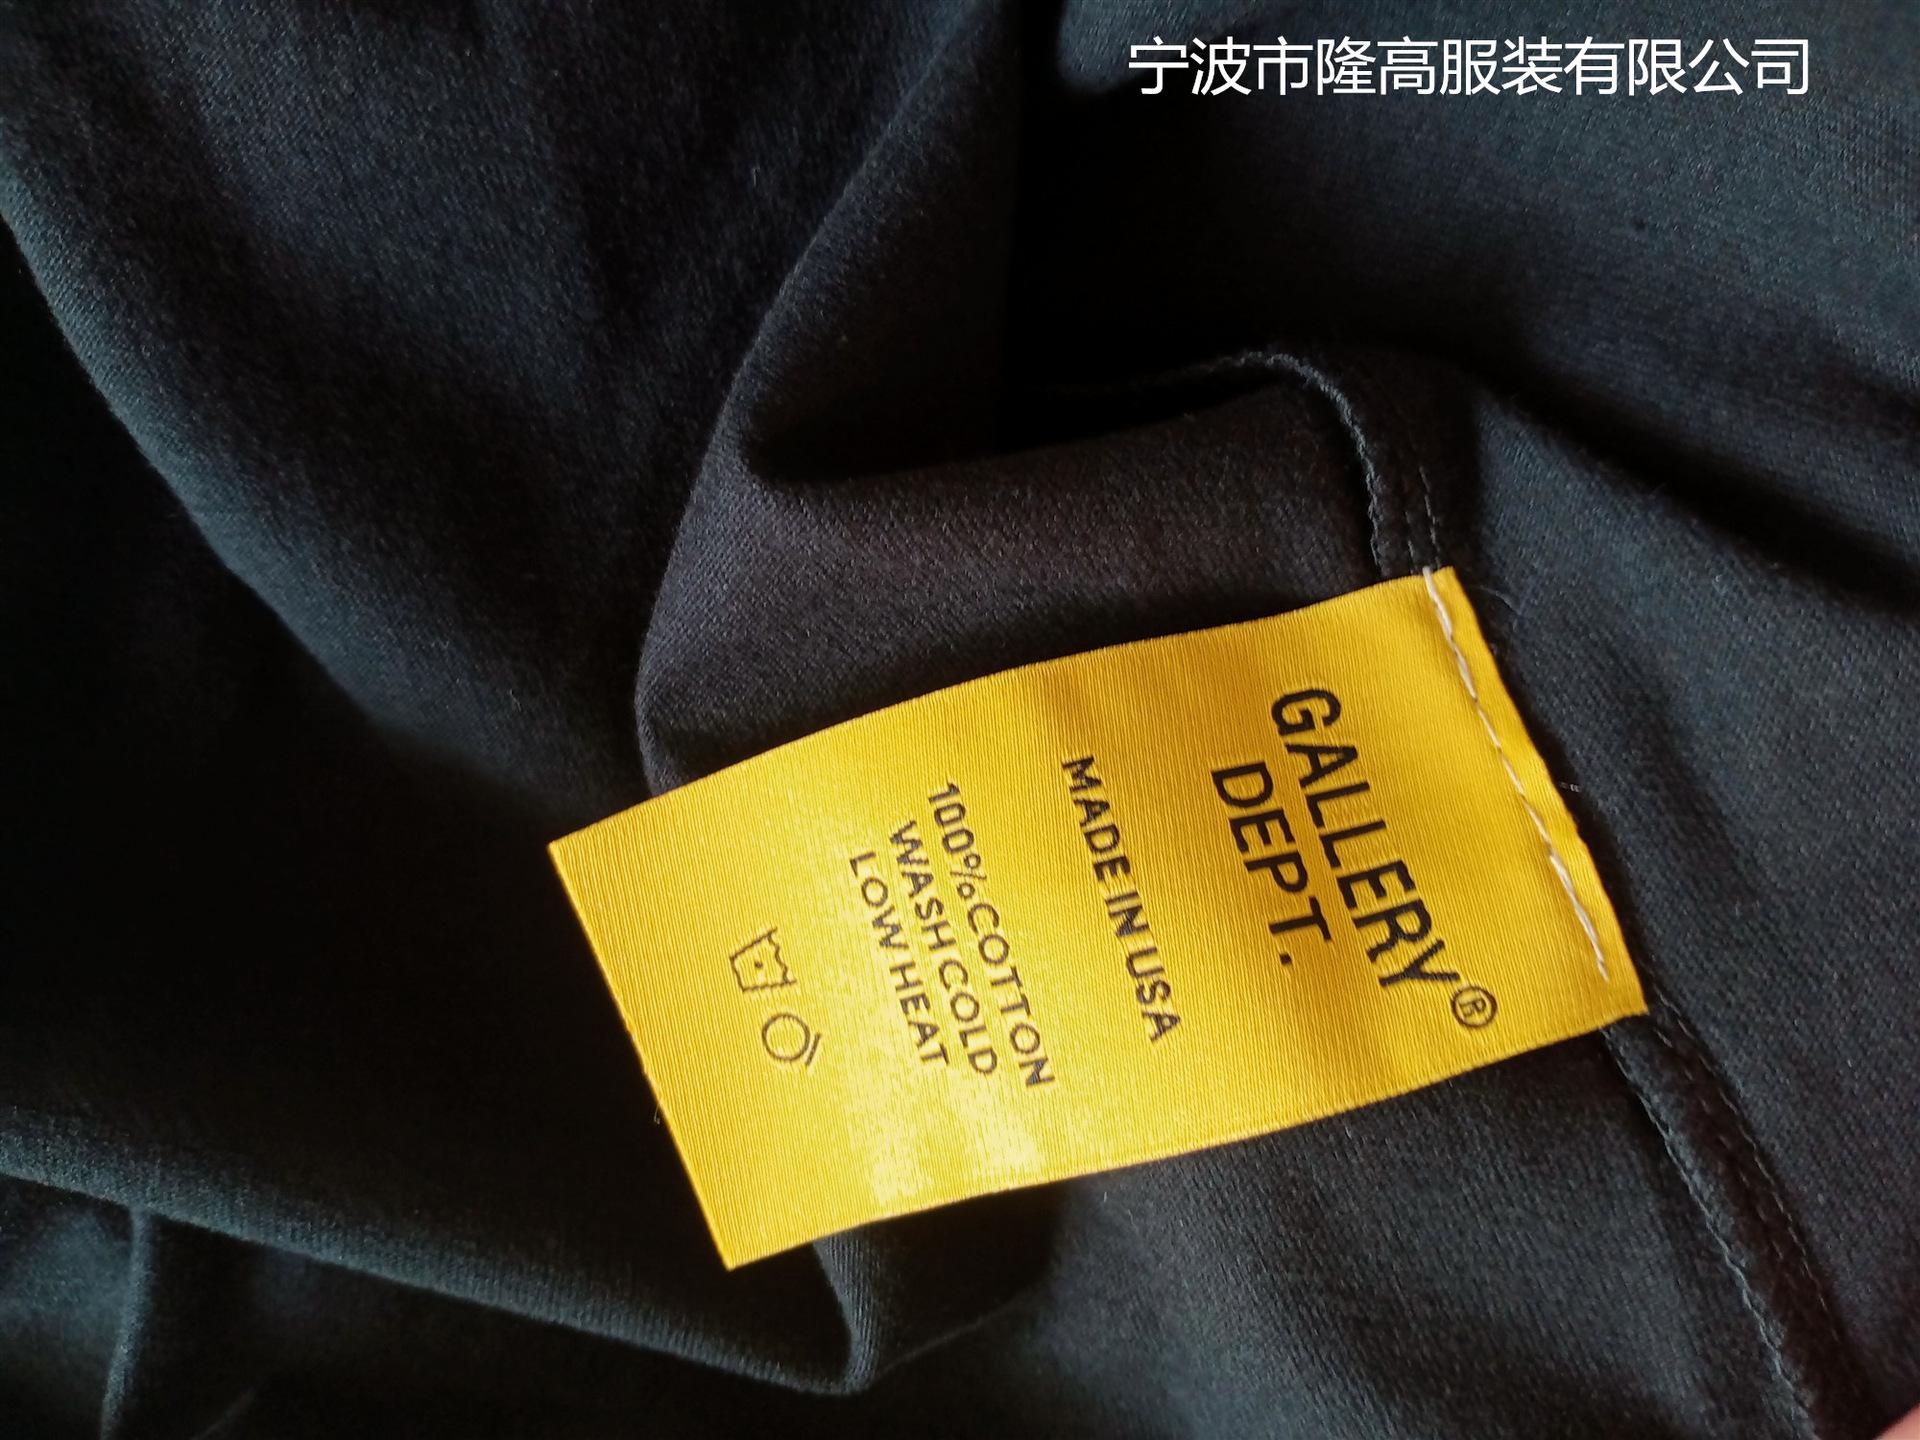 宁波市隆高服装有限公司
GALLERY®
DEPT.
MADE IN USA
100%COTTON
WASH COLD
LOW HEAT